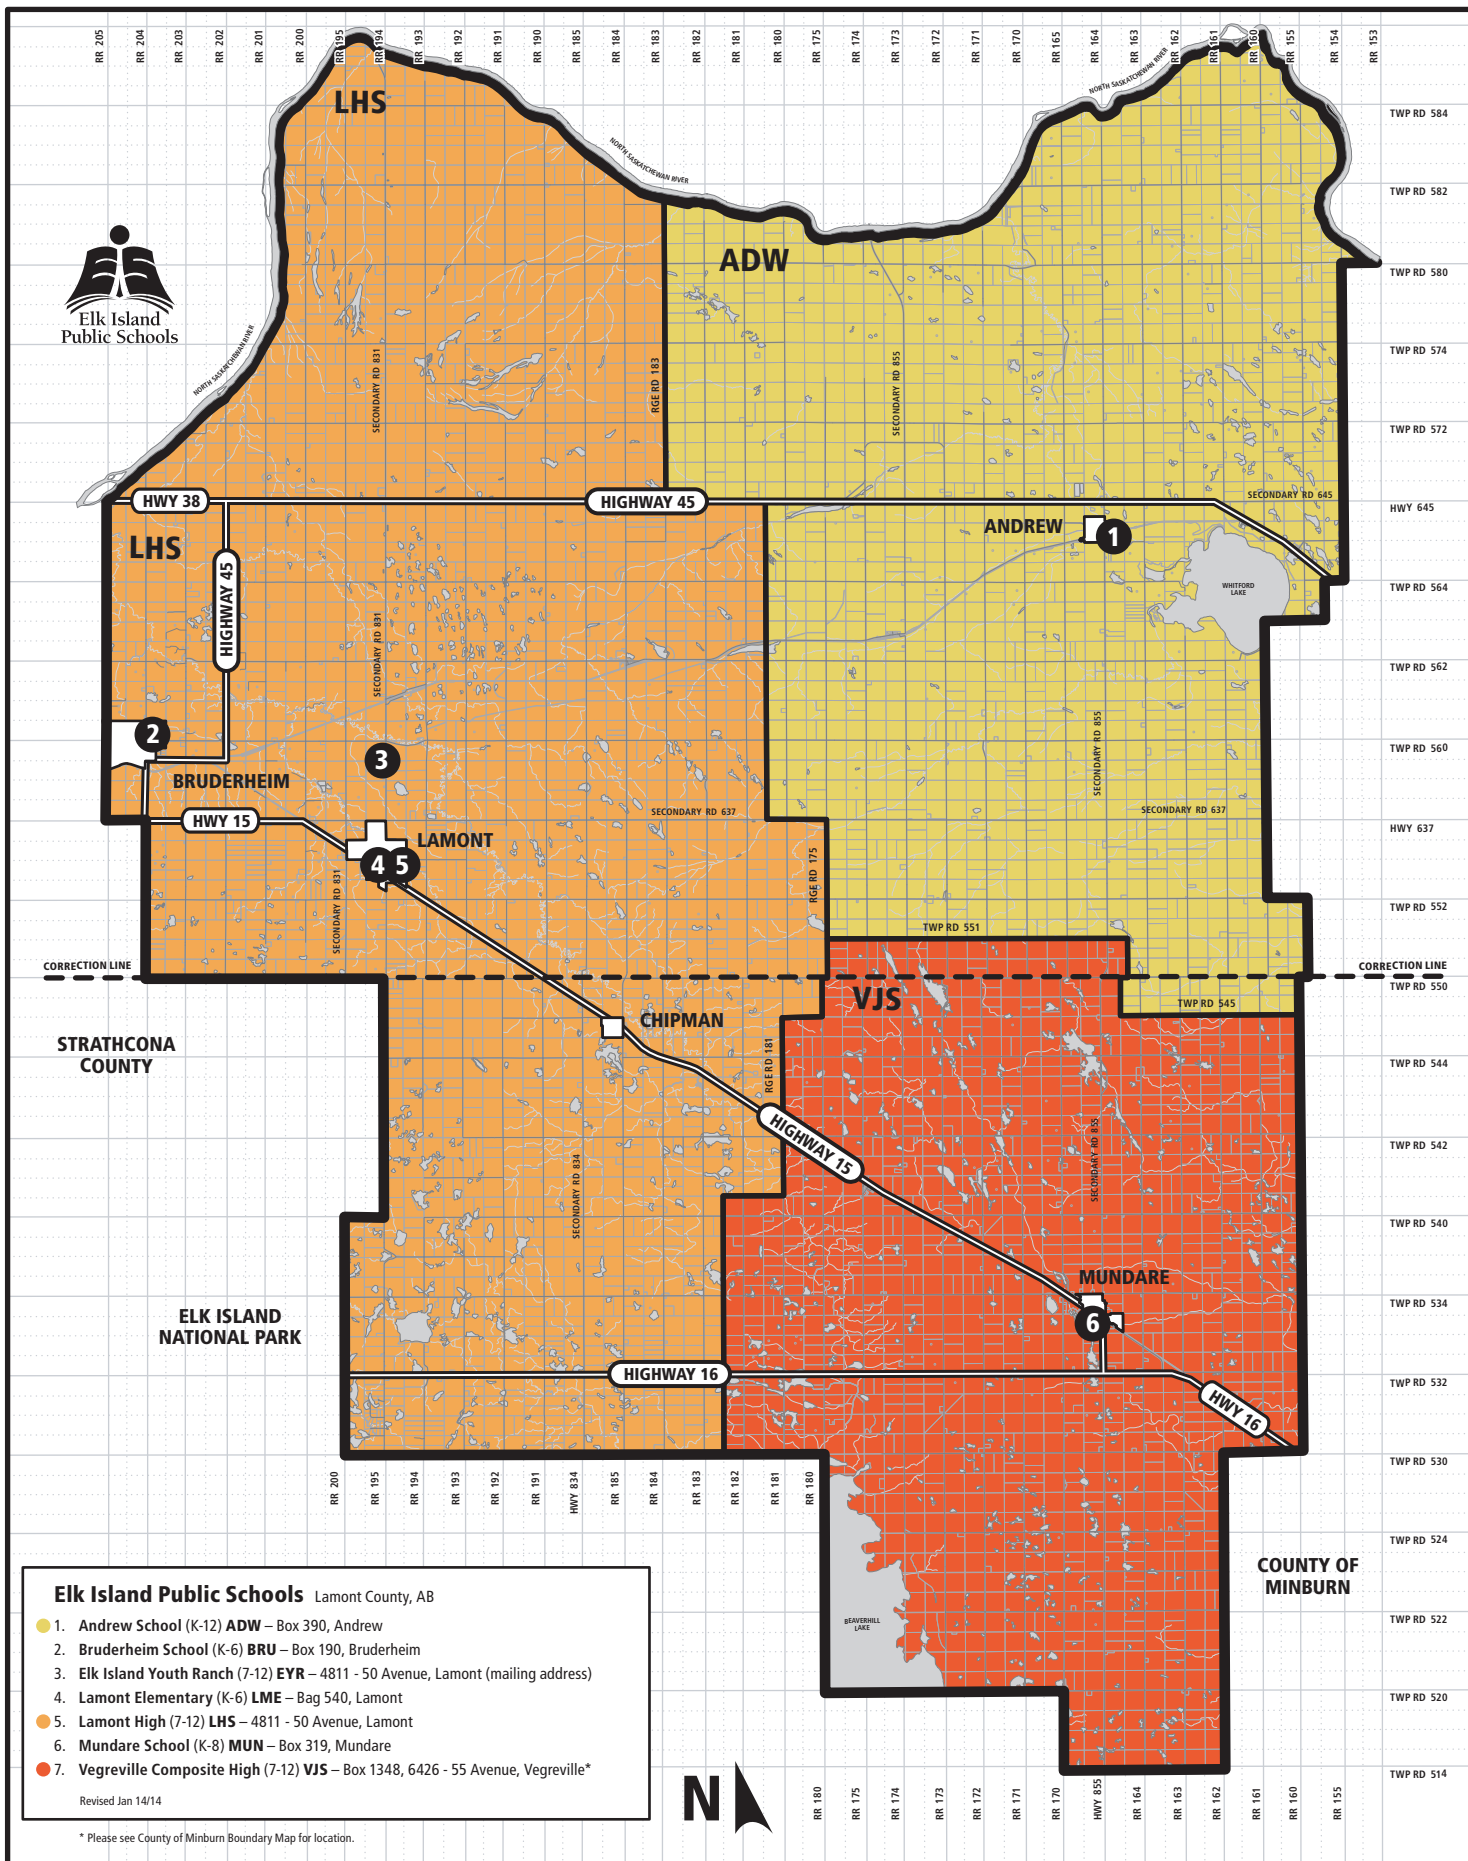 RR 205
RR 204
RR 203
RR 202
RR 201
RR 200
RR 195
RR 194
RR 193
RR 192
RR 191
RR 190
RR 185
RR 184
RR 183
RR 182
RR 181
RR 180
RR 175
RR 174
RR 173
RR 172
RR 171
RR 170
RR 165
RR 164
RR 163
RR 162
RR 161
RR 160
RR 155
RR 154
RR 153
LHS
NORTH SASKATCHEWAN RIVER
NORTH SASKATCHEWAN RIVER
NORTH SASKATCHEWAN RIVER
TWP RD 584
TWP RD 582
ADW
TWP RD 580
Elk Island
Public Schools
SECONDARY RD 831
RGE RD 183
SECONDARY RD 855
TWP RD 574
TWP RD 572
HWY 38
HIGHWAY 45
SECONDARY RD 645
HWY 645
ANDREW
1
LHS
HIGHWAY 45
WHITFORD
LAKE
TWP RD 564
SECONDARY RD 831
TWP RD 562
2
BRUDERHEIM
3
SECONDARY RD 855
TWP RD 560
SECONDARY RD 637
SECONDARY RD 637
HWY 15
HWY 637
LAMONT
4
5
SECONDARY RD 831
RGE RD 175
TWP RD 552
TWP RD 551
CORRECTION LINE
CORRECTION LINE
TWP RD 550
VJS
TWP RD 545
CHIPMAN
STRATHCONA
COUNTY
RGE RD 181
TWP RD 544
HIGHWAY 15
SECONDARY RD 834
SECONDARY RD 855
TWP RD 542
TWP RD 540
MUNDARE
6
ELK ISLAND
NATIONAL PARK
TWP RD 534
HIGHWAY 16
HWY 16
TWP RD 532
TWP RD 530
RR 200
RR 195
RR 194
RR 193
RR 192
RR 191
HWY 834
RR 185
RR 184
RR 183
RR 182
RR 181
RR 180
TWP RD 524
COUNTY OF
MINBURN
BEAVERHILL
LAKE
TWP RD 522
TWP RD 520
TWP RD 514
Elk Island Public Schools Lamont County, AB
1. Andrew School (K-12) ADW – Box 390, Andrew
2. Bruderheim School (K-6) BRU – Box 190, Bruderheim
3. Elk Island Youth Ranch (7-12) EYR – 4811 - 50 Avenue, Lamont (mailing address)
4. Lamont Elementary (K-6) LME – Bag 540, Lamont
5. Lamont High (7-12) LHS – 4811 - 50 Avenue, Lamont
6. Mundare School (K-8) MUN – Box 319, Mundare
7. Vegreville Composite High (7-12) VJS – Box 1348, 6426 - 55 Avenue, Vegreville*
Revised Jan 14/14
* Please see County of Minburn Boundary Map for location.
N
RR 180
RR 175
RR 174
RR 173
RR 172
RR 171
RR 170
HWY 855
RR 164
RR 163
RR 162
RR 161
RR 160
RR 155